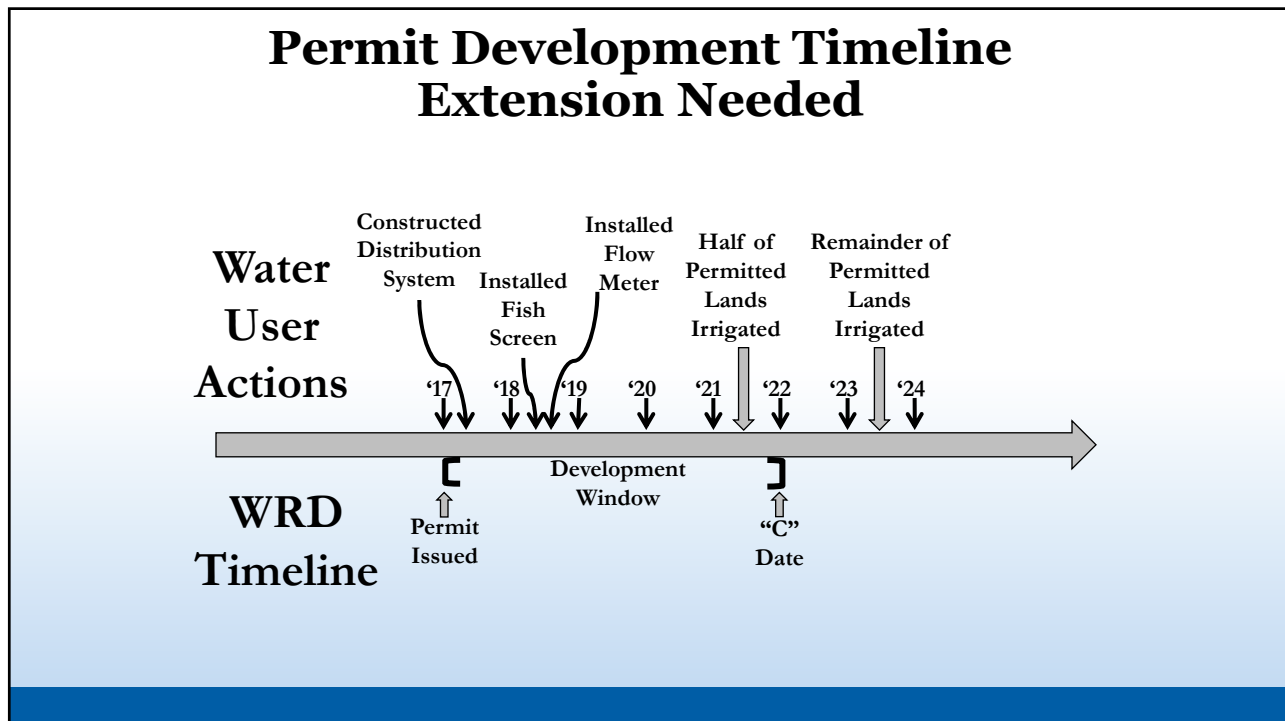 Permit Development Timeline
Extension Needed
Water
User
Actions
Constructed
Distribution
System
Installed
Fish
Screen
Installed
Flow
Meter
Half of
Permitted
Lands
Irrigated
Remainder of
Permitted
Lands
Irrigated
‘17
‘18
‘19
‘20
‘21
‘22
‘23
‘24
WRD
Timeline
Permit
Issued
Development
Window
“C”
Date